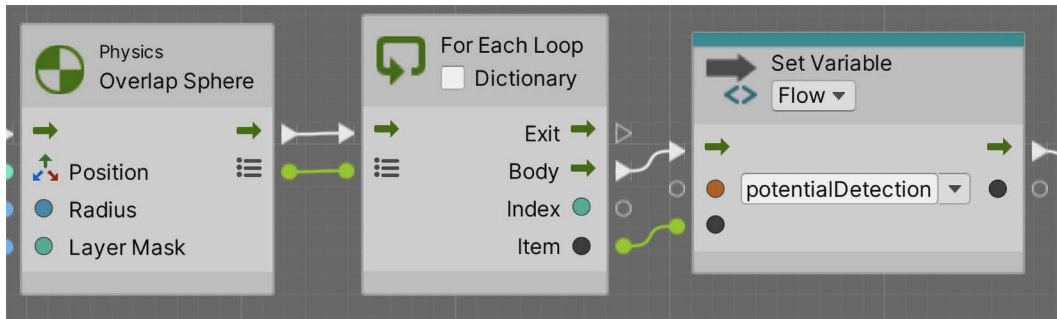 Physics
Overlap Sphere
Position
Radius
Layer Mask
For Each Loop
Dictionary
Exit
Body
Index
Item
Set Variable
Flow
potentialDetection